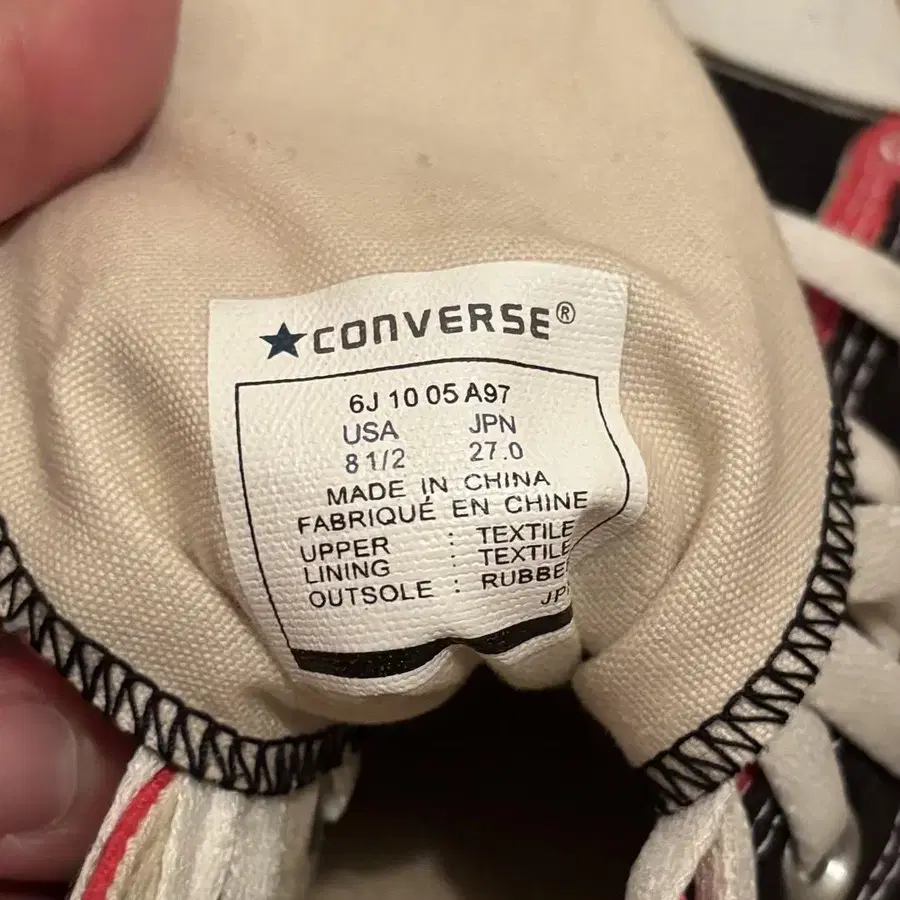 ★CONVERSE®
6J 10 05 A97
USA JPN
8 1/2 27.0
MADE IN CHINA
FABRIQUÉ EN CHINE
UPPER : TEXTILE
LINING : TEXTILE
OUTSOLE :